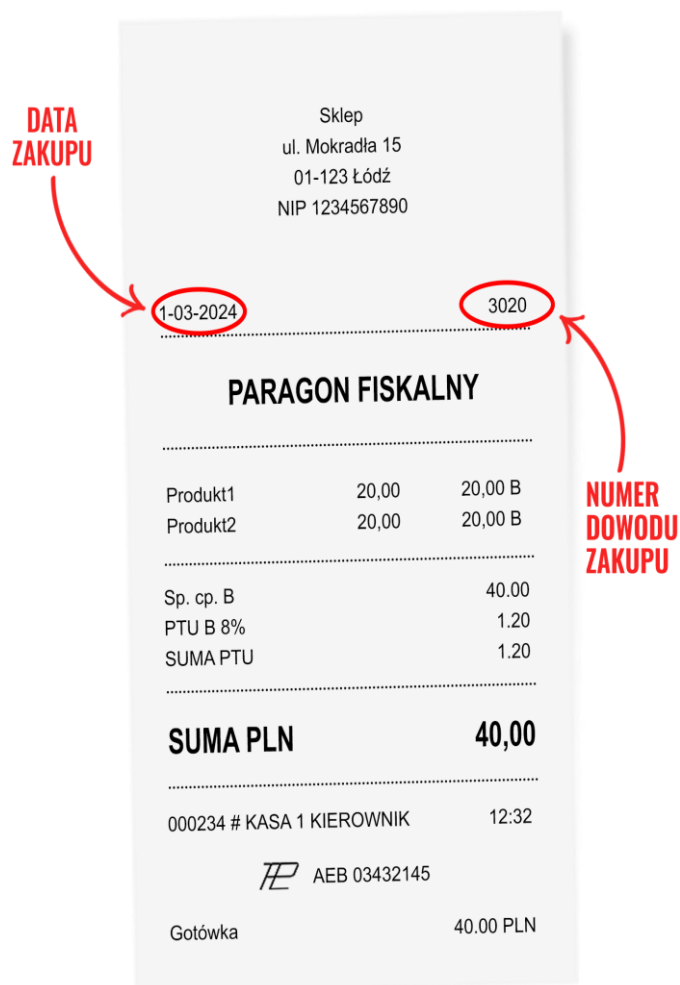 Sklep
ul. Mokradła 15
01-123 Łódź
NIP 1234567890
DATA
ZAKUPU
1-03-2024 3020
PARAGON FISKALNY
Produkt1 20,00 20,00 B
Produkt2 20,00 20,00 B
NUMER
DOWODU
ZAKUPU
Sp. cp. B 40.00
PTU B 8% 1.20
SUMA PTU 1.20
SUMA PLN 40,00
000234 # KASA 1 KIEROWNIK 12:32
AEB 03432145
Gotówka 40.00 PLN